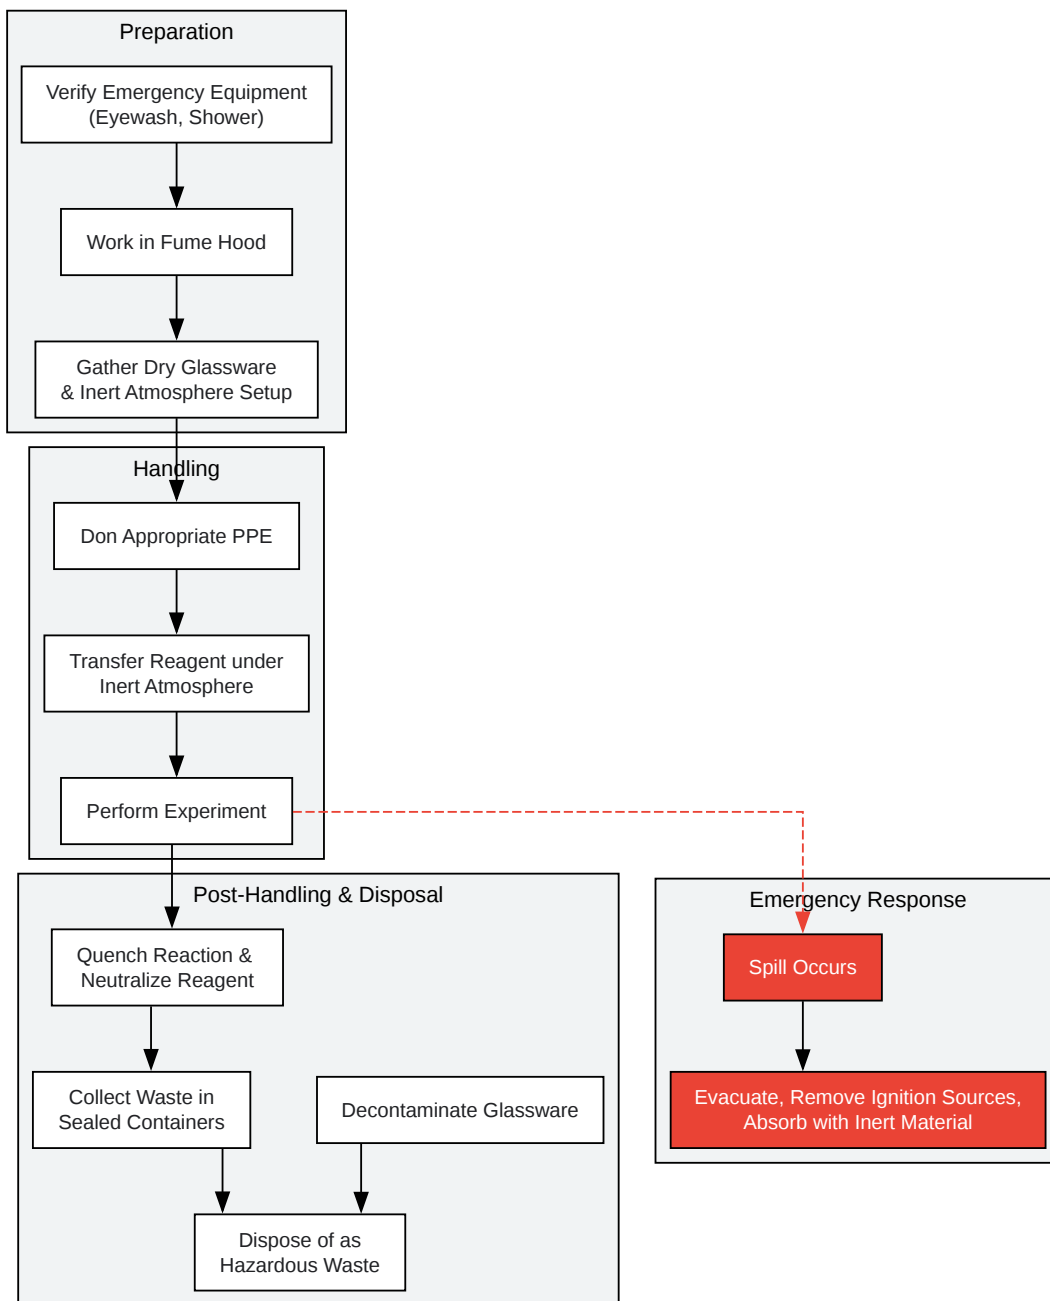 Preparation
Verify Emergency Equipment
(Eyewash, Shower)
Work in Fume Hood
Gather Dry Glassware
& Inert Atmosphere Setup
Handling
Don Appropriate PPE
Transfer Reagent under
Inert Atmosphere
Perform Experiment
Post-Handling & Disposal
Quench Reaction &
Neutralize Reagent
Collect Waste in
Sealed Containers
Decontaminate Glassware
Dispose of as
Hazardous Waste
Emergency Response
Spill Occurs
Evacuate, Remove Ignition Sources,
Absorb with Inert Material